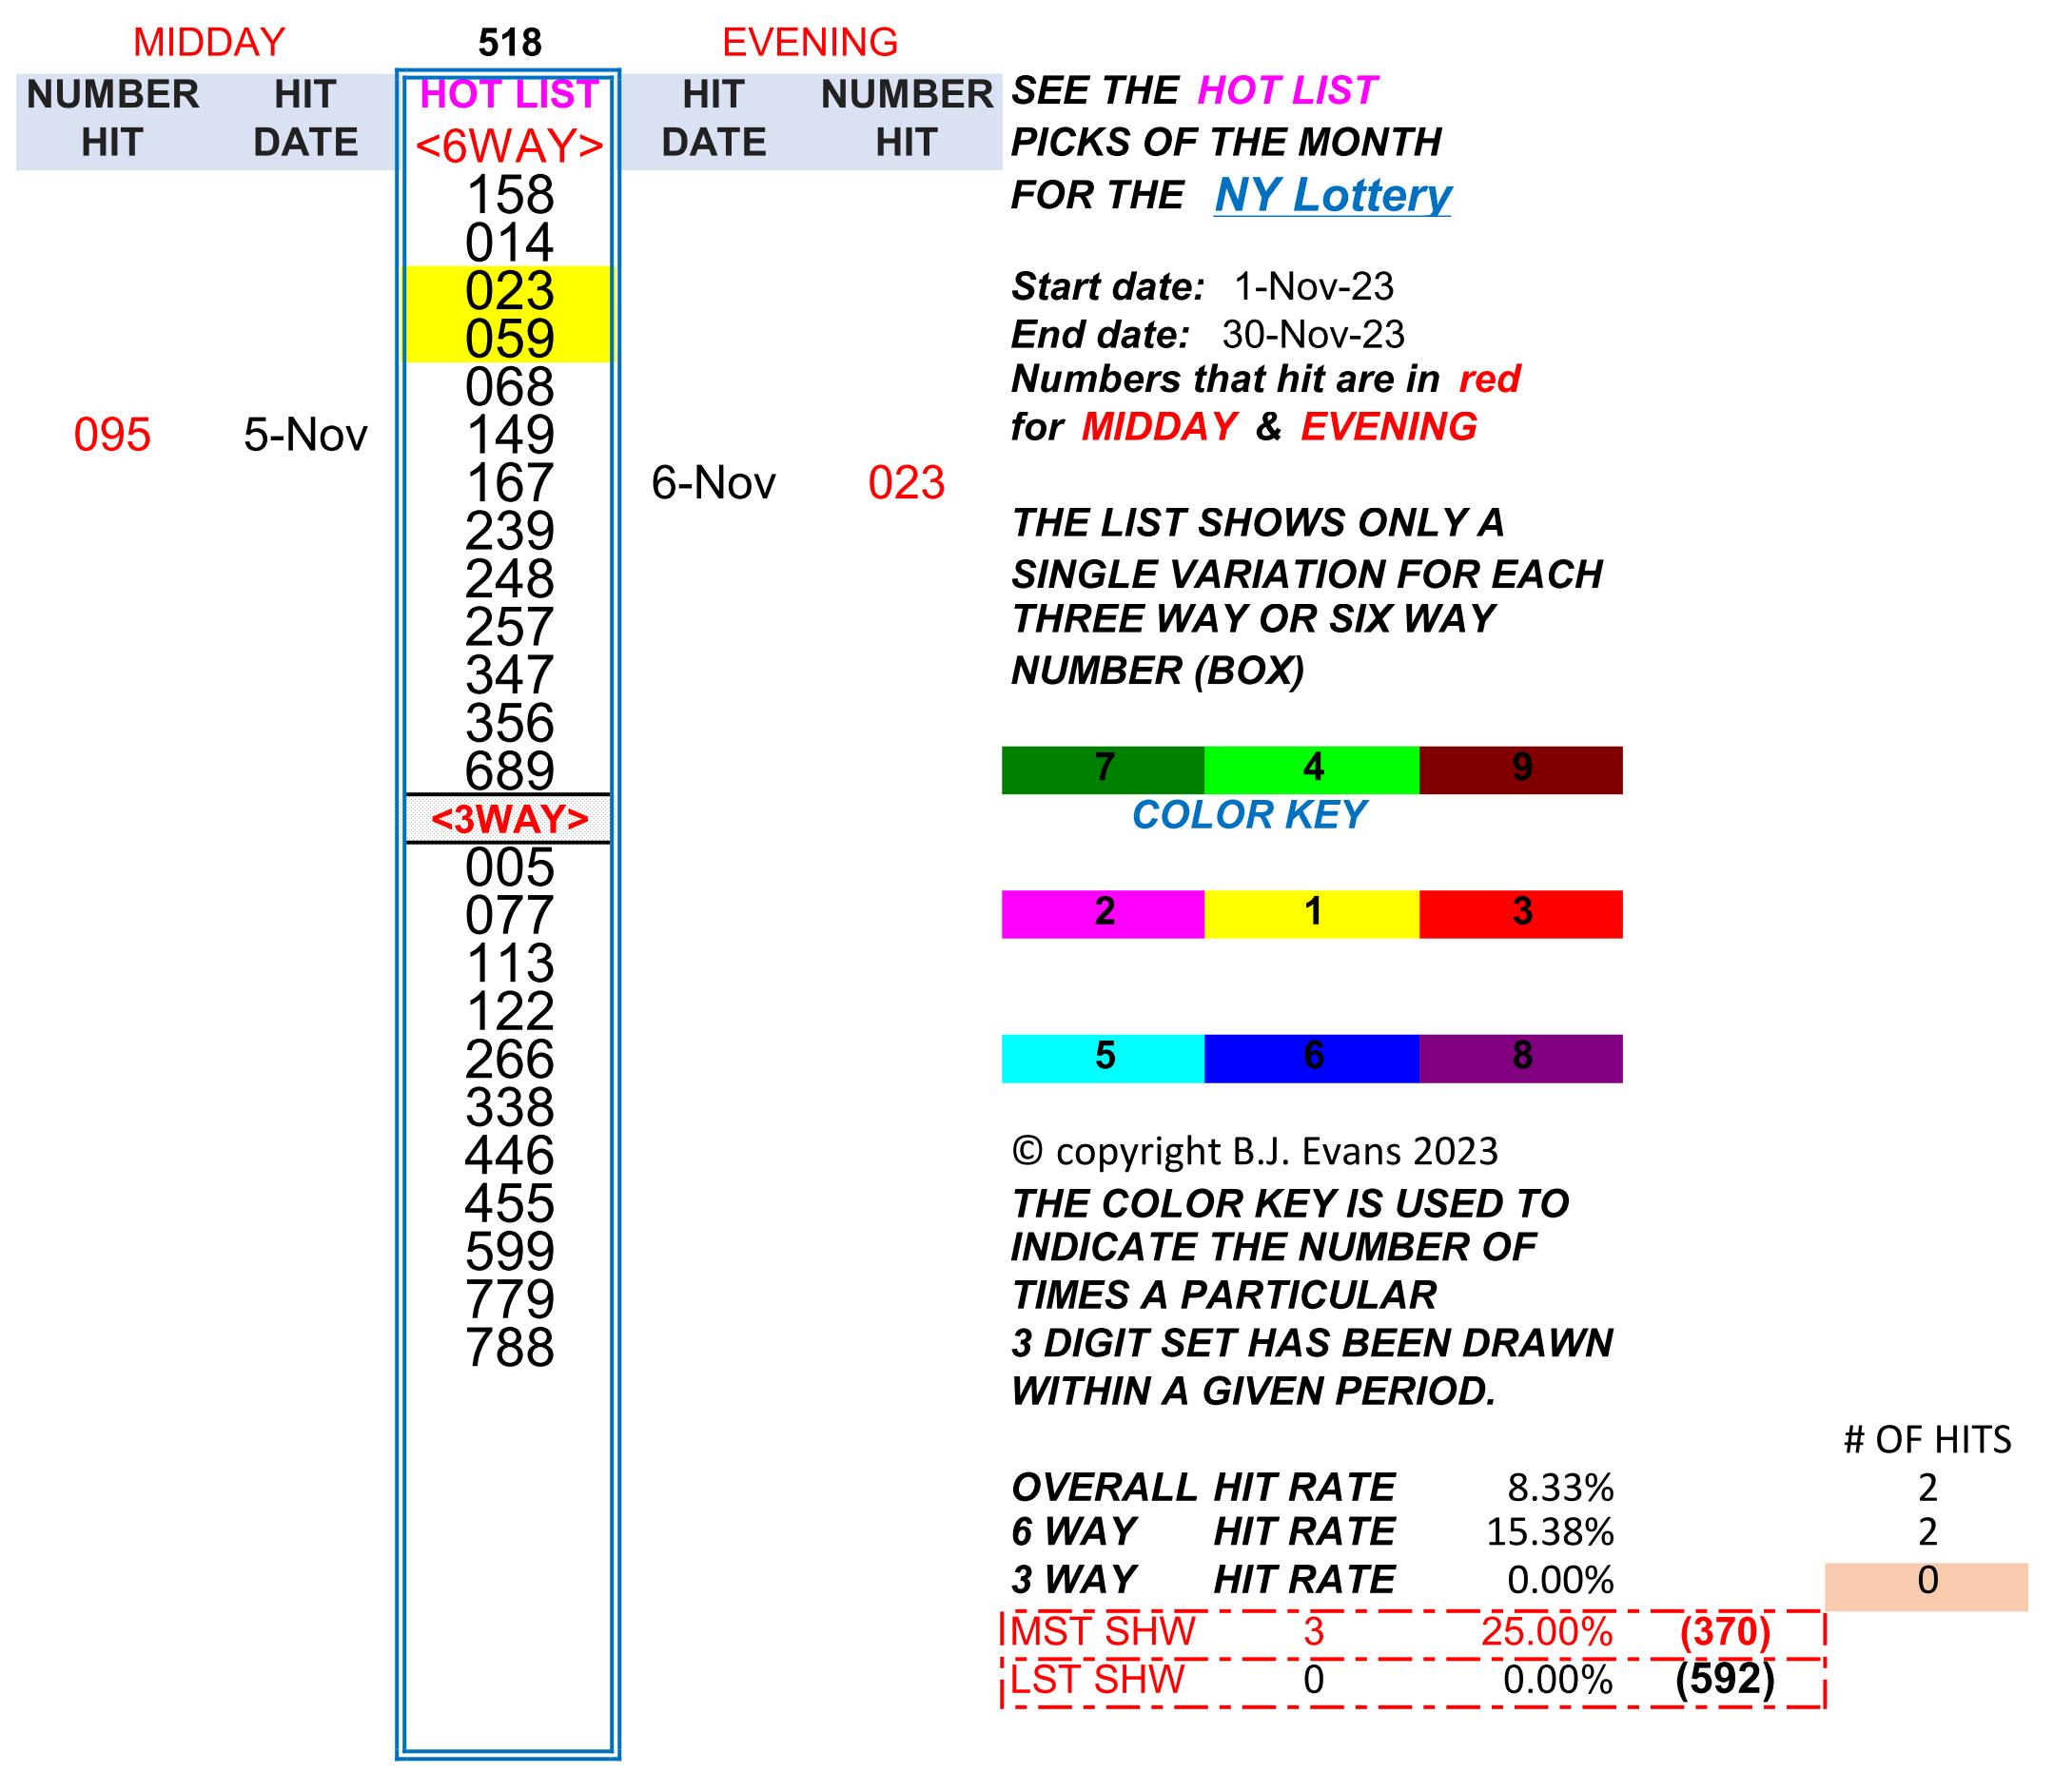 MIDDAY 518 EVENING
NUMBER HIT HOT LIST HIT NUMBER
HIT DATE <6WAY> DATE HIT
158
014
023
059
068
095 5-Nov 149
167 6-Nov 023
239
248
257
347
356
689
<3WAY>
005
077
113
122
266
338
446
455
599
779
788
SEE THE HOT LIST
PICKS OF THE MONTH
FOR THE NY Lottery
Start date: 1-Nov-23
End date: 30-Nov-23
Numbers that hit are in red
for MIDDAY & EVENING
THE LIST SHOWS ONLY A
SINGLE VARIATION FOR EACH
THREE WAY OR SIX WAY
NUMBER (BOX)
7 4 9
COLOR KEY
2 1 3
5 6 8
© copyright B.J. Evans 2023
THE COLOR KEY IS USED TO
INDICATE THE NUMBER OF
TIMES A PARTICULAR
3 DIGIT SET HAS BEEN DRAWN
WITHIN A GIVEN PERIOD.
# OF HITS
OVERALL HIT RATE 8.33% 2
6 WAY HIT RATE 15.38% 2
3 WAY HIT RATE 0.00% 0
MST SHW 3 25.00% (370)
LST SHW 0 0.00% (592)